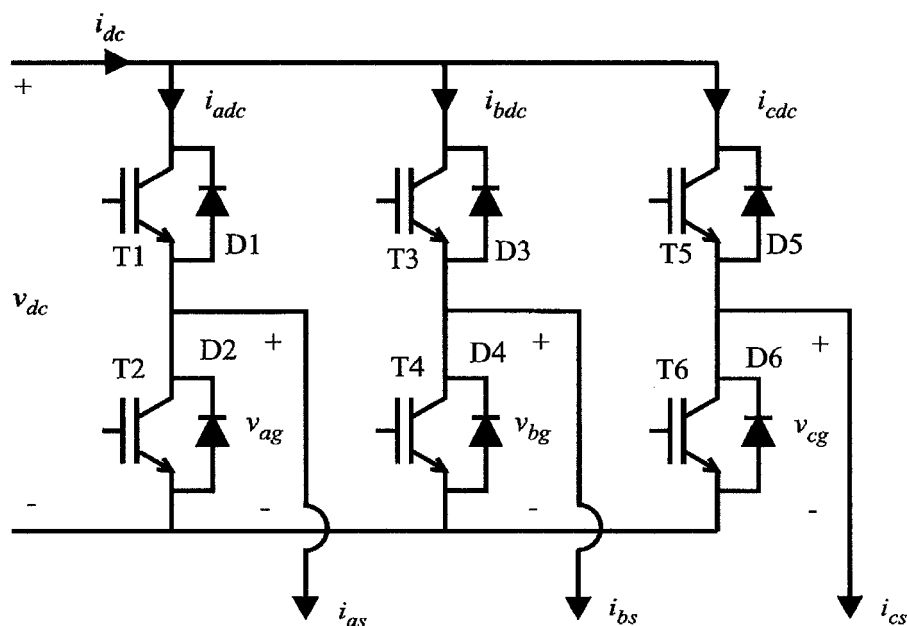 i_dc
+
i_adc i_bdc i_cdc
T1 D1 T3 D3 T5 D5
v_dc
D2 + D4 + D6 +
T2 T4 T6
v_ag v_bg v_cg
- - - -
i_as i_bs i_cs